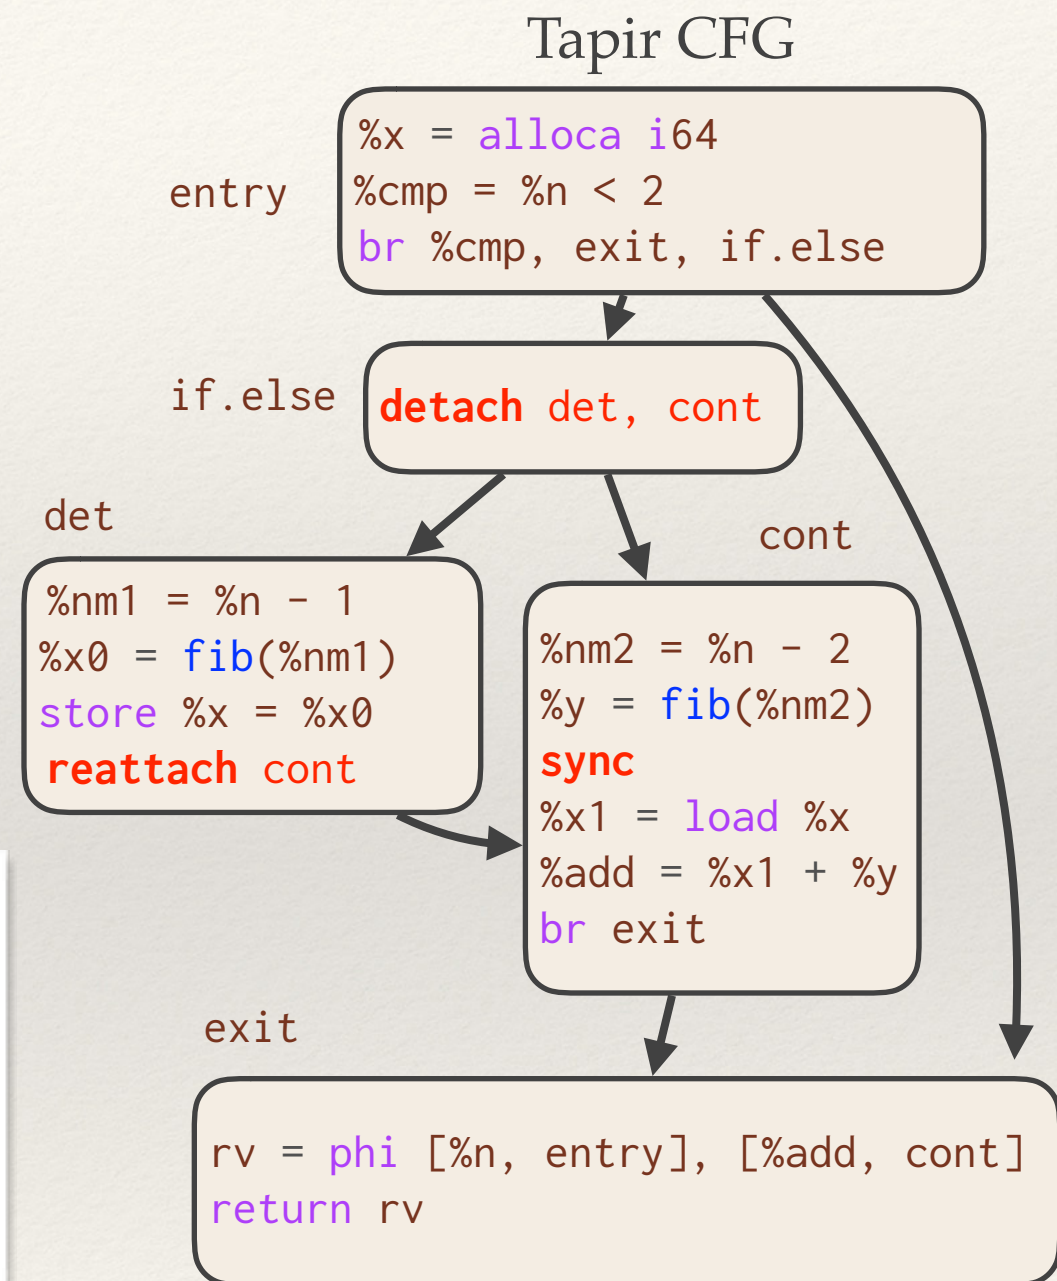 Tapir CFG
entry
%x = alloca i64
%cmp = %n < 2
br %cmp, exit, if.else
if.else
detach det, cont
det
%nm1 = %n - 1
%x0 = fib(%nm1)
store %x = %x0
reattach cont
cont
%nm2 = %n - 2
%y = fib(%nm2)
sync
%x1 = load %x
%add = %x1 + %y
br exit
exit
rv = phi [%n, entry], [%add, cont]
return rv